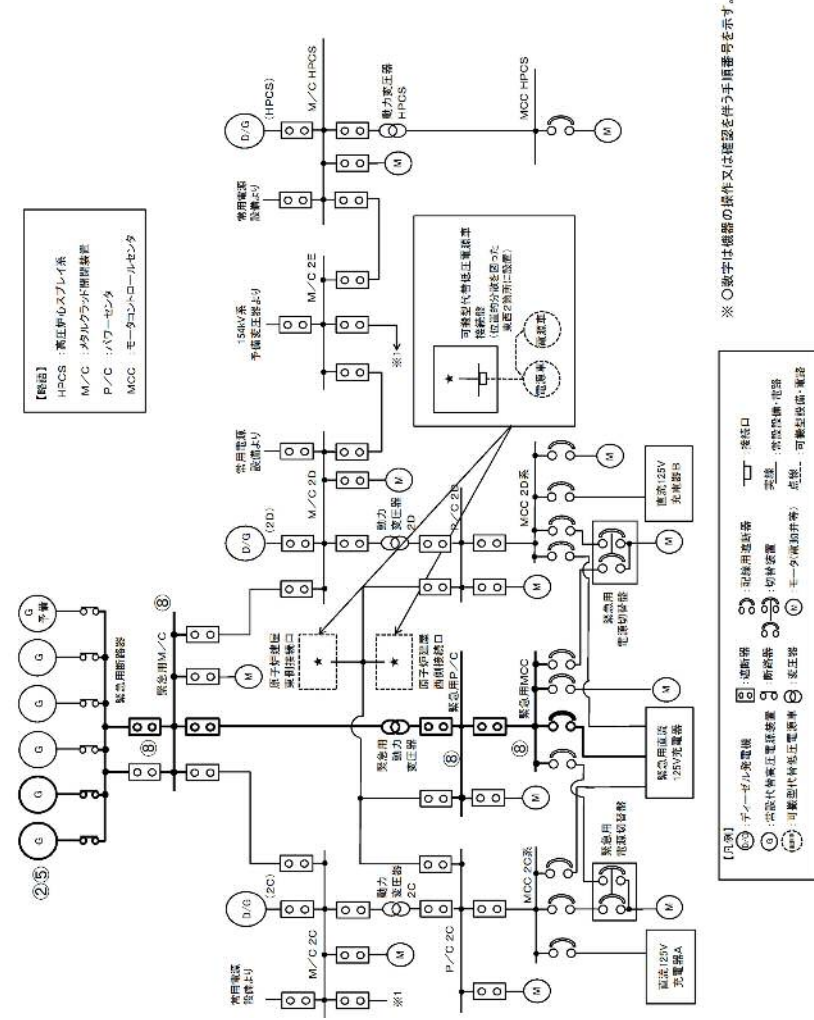 【略語】
HPCS :高圧炉心スプレイ系
M/C :メタルクラッド開閉装置
P/C :パワーセンタ
MCC :モータコントロールセンタ
②⑤
G
G
G
G
G
G
予備
緊急用断路器
⑧
緊急用M/C
⑧
M
常用電源
設備より
D/G
(2C)
M/C 2C
※1
M
動力
変圧器
2C
P/C 2C
M
MCC 2C系
直流125V
充電器A
緊急用
電源切替盤
M
緊急用
動力
変圧器
緊急用P/C
⑧
M
緊急用MCC
⑧
M
緊急用直流
125V充電器
原子炉建屋
東側接続口
★
原子炉建屋
西側接続口
★
D/G
(2D)
常用電源
設備より
M/C 2D
M
動力
変圧器
2D
P/C 2D
M
MCC 2D系
M
緊急用
電源切替盤
M
直流125V
充電器B
154kV系
予備変圧器より
M/C 2E
※1
常用電源
設備より
D/G
(HPCS)
M/C HPCS
M
動力変圧器
HPCS
MCC HPCS
M
可搬型代替低圧電源車
接続盤
(位置的分散を図った
東西2箇所に設置)
★
電源車
電源車
【凡例】
D/G :ディーゼル発電機
G :常設代替高圧電源装置
電源車 :可搬型代替低圧電源車
:遮断器
:断路器
:変圧器
:配線用遮断器
:切替装置
M :モータ(電動弁等)
:接続口
実線 :常設設備・電路
点線 :可搬型設備・電路
※ ○数字は機器の操作又は確認を伴う手順番号を示す。